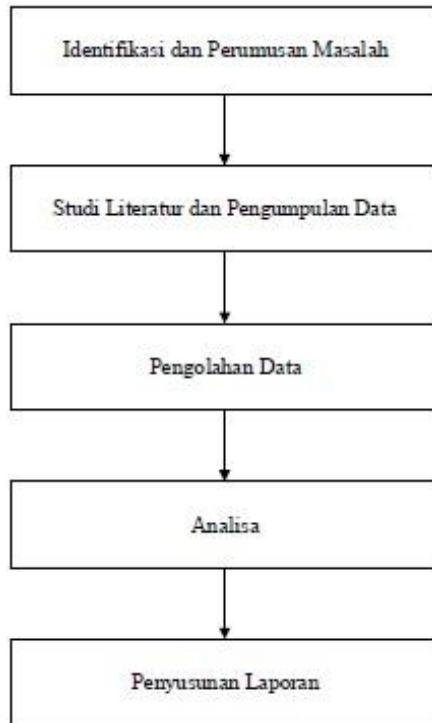 Identifikasi dan Perumusan Masalah
Studi Literatur dan Pengumpulan Data
Pengolahan Data
Analisa
Penyusunan Laporan